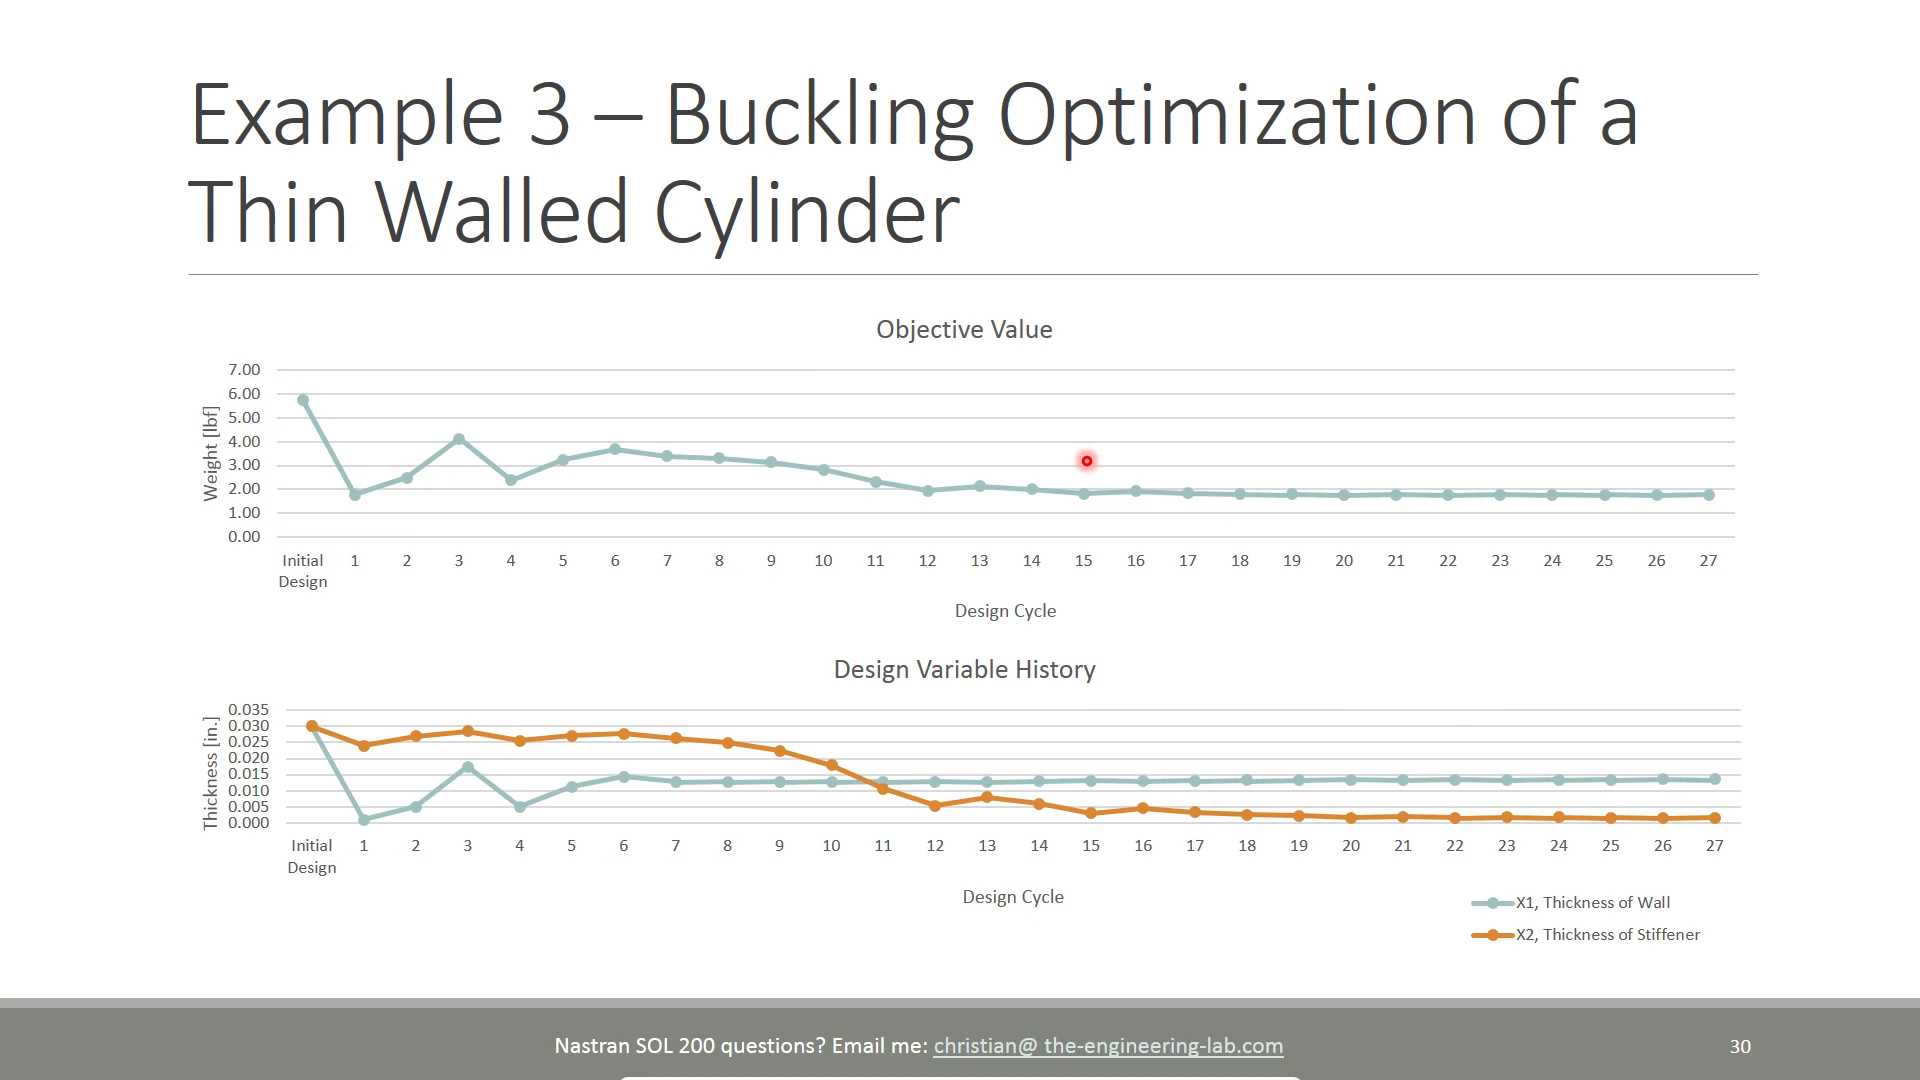 Example 3 – Buckling Optimization of a
Thin Walled Cylinder
Objective Value
Weight [lbf]
7.00
6.00
5.00
4.00
3.00
2.00
1.00
0.00
Initial Design 1 2 3 4 5 6 7 8 9 10 11 12 13 14 15 16 17 18 19 20 21 22 23 24 25 26 27
Design Cycle
Design Variable History
Thickness [in.]
0.035
0.030
0.025
0.020
0.015
0.010
0.005
0.000
Initial Design 1 2 3 4 5 6 7 8 9 10 11 12 13 14 15 16 17 18 19 20 21 22 23 24 25 26 27
Design Cycle
X1, Thickness of Wall
X2, Thickness of Stiffener
Nastran SOL 200 questions? Email me: christian@ the-engineering-lab.com
30